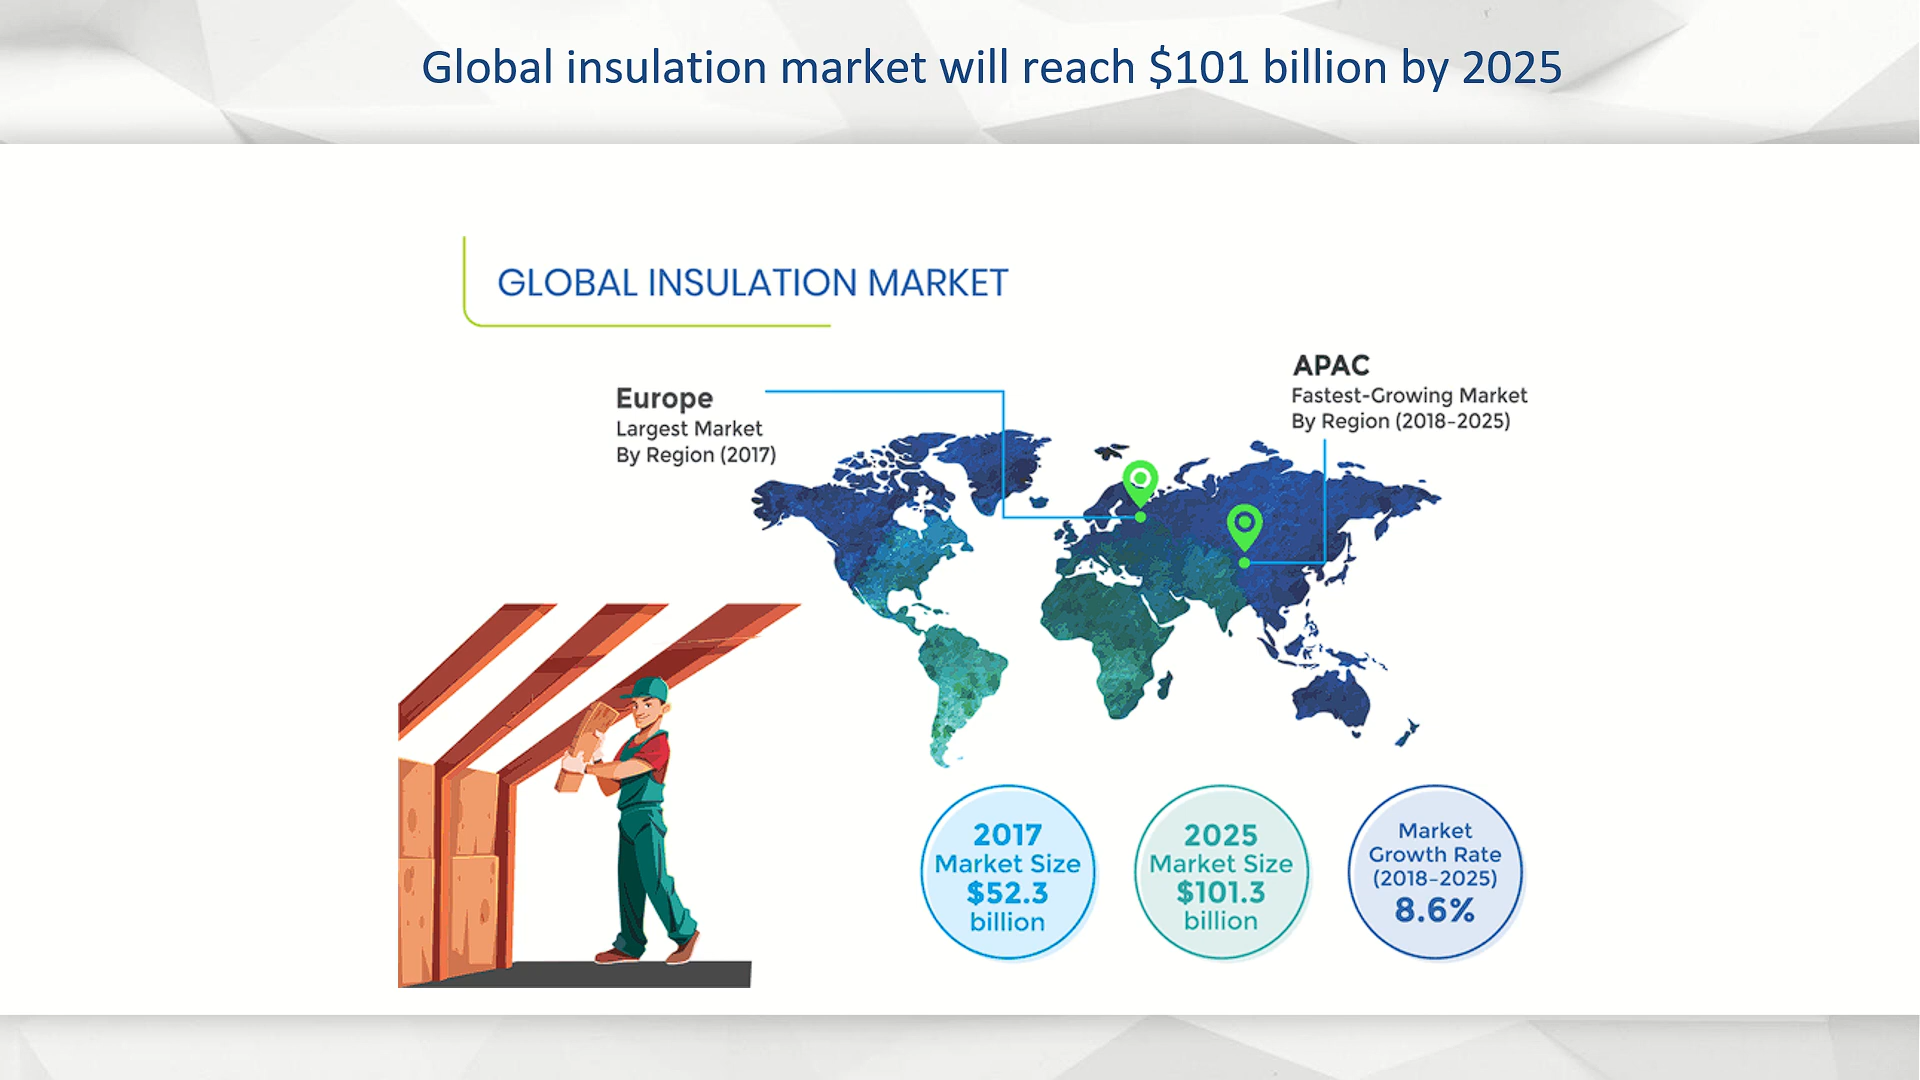 Global insulation market will reach $101 billion by 2025
GLOBAL INSULATION MARKET
Europe
Largest Market
By Region (2017)
APAC
Fastest-Growing Market
By Region (2018-2025)
2017
Market Size
$52.3
billion
2025
Market Size
$101.3
billion
Market
Growth Rate
(2018-2025)
8.6%